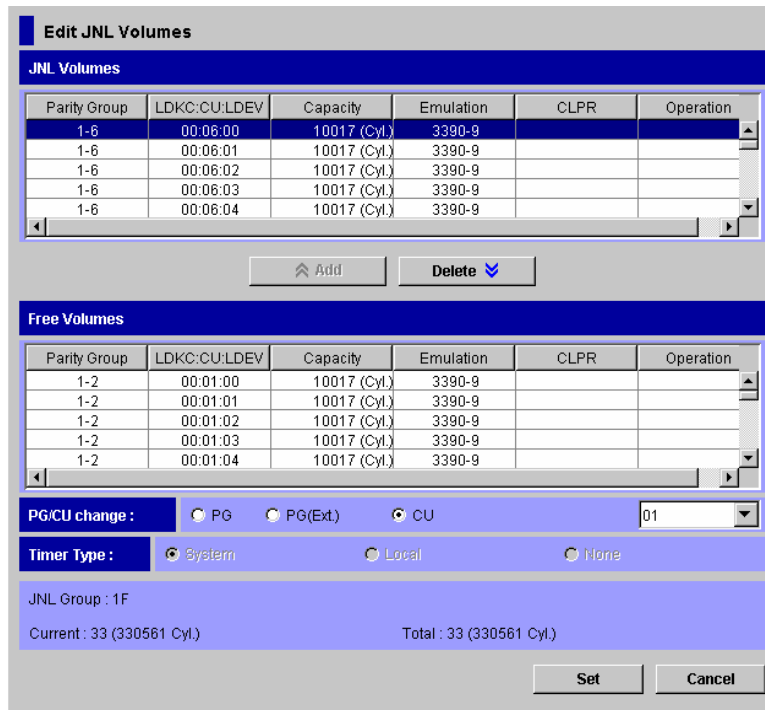 Edit JNL Volumes
JNL Volumes
Parity Group LDKC:CU:LDEV Capacity Emulation CLPR Operation
1-6 00:06:00 10017 (Cyl.) 3390-9
1-6 00:06:01 10017 (Cyl.) 3390-9
1-6 00:06:02 10017 (Cyl.) 3390-9
1-6 00:06:03 10017 (Cyl.) 3390-9
1-6 00:06:04 10017 (Cyl.) 3390-9
Add Delete
Free Volumes
Parity Group LDKC:CU:LDEV Capacity Emulation CLPR Operation
1-2 00:01:00 10017 (Cyl.) 3390-9
1-2 00:01:01 10017 (Cyl.) 3390-9
1-2 00:01:02 10017 (Cyl.) 3390-9
1-2 00:01:03 10017 (Cyl.) 3390-9
1-2 00:01:04 10017 (Cyl.) 3390-9
PG/CU change : PG PG(Ext.) CU 01
Timer Type : System Local None
JNL Group : 1F
Current : 33 (330561 Cyl.) Total : 33 (330561 Cyl.)
Set Cancel